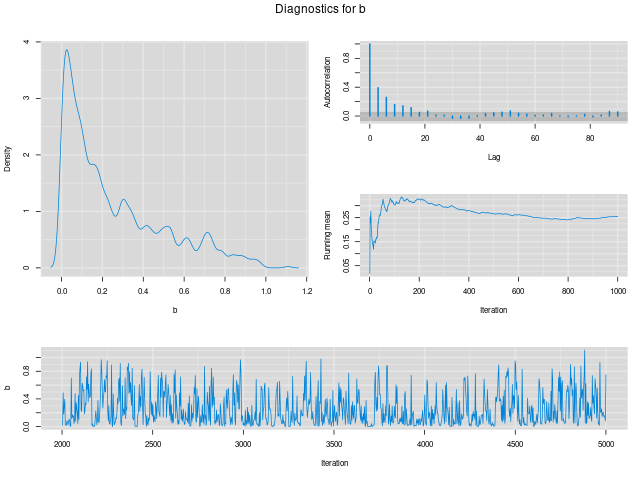 Diagnostics for b
Density
4
3
2
1
0
0.0 0.2 0.4 0.6 0.8 1.0 1.2
b
Autocorrelation
0.8
0.4
0.0
0 20 40 60 80
Lag
Running mean
0.25
0.15
0.05
0 200 400 600 800 1000
Iteration
b
0.8
0.4
0.0
2000 2500 3000 3500 4000 4500 5000
Iteration